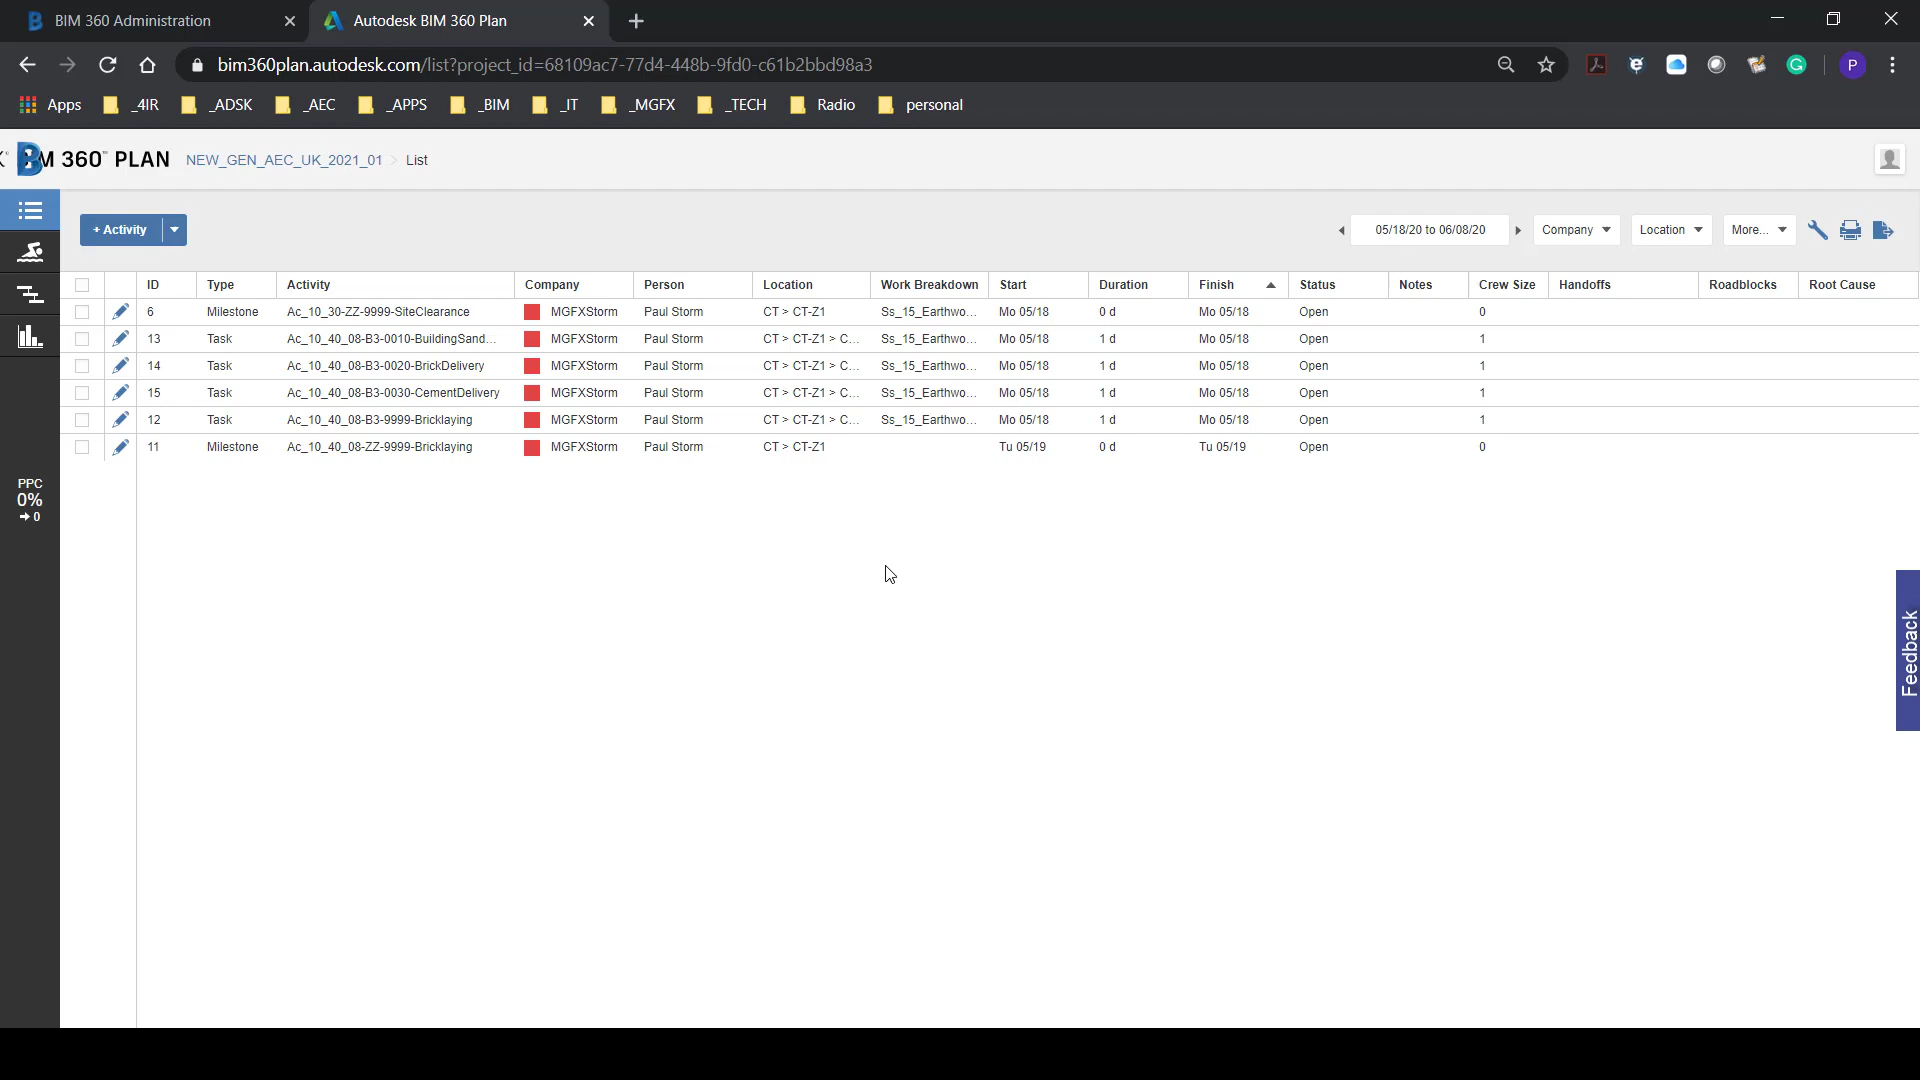 BIM 360 Administration
Autodesk BIM 360 Plan
bim360plan.autodesk.com/list?project_id=68109ac7-77d4-448b-9fd0-c61b2bbd98a3
P
Apps _4IR _ADSK _AEC _APPS _BIM _IT _MGFX _TECH Radio personal
BIM 360™ PLAN NEW_GEN_AEC_UK_2021_01 > List
+ Activity 05/18/20 to 06/08/20 Company Location More...
ID Type Activity Company Person Location Work Breakdown Start Duration Finish Status Notes Crew Size Handoffs Roadblocks Root Cause
6 Milestone Ac_10_30-ZZ-9999-SiteClearance MGFXStorm Paul Storm CT > CT-Z1 Ss_15_Earthwo... Mo 05/18 0 d Mo 05/18 Open 0
13 Task Ac_10_40_08-B3-0010-BuildingSand... MGFXStorm Paul Storm CT > CT-Z1 > C... Ss_15_Earthwo... Mo 05/18 1 d Mo 05/18 Open 1
14 Task Ac_10_40_08-B3-0020-BrickDelivery MGFXStorm Paul Storm CT > CT-Z1 > C... Ss_15_Earthwo... Mo 05/18 1 d Mo 05/18 Open 1
15 Task Ac_10_40_08-B3-0030-CementDelivery MGFXStorm Paul Storm CT > CT-Z1 > C... Ss_15_Earthwo... Mo 05/18 1 d Mo 05/18 Open 1
12 Task Ac_10_40_08-B3-9999-Bricklaying MGFXStorm Paul Storm CT > CT-Z1 > C... Ss_15_Earthwo... Mo 05/18 1 d Mo 05/18 Open 1
11 Milestone Ac_10_40_08-ZZ-9999-Bricklaying MGFXStorm Paul Storm CT > CT-Z1 Tu 05/19 0 d Tu 05/19 Open 0
PPC
0%
➔ 0
Feedback